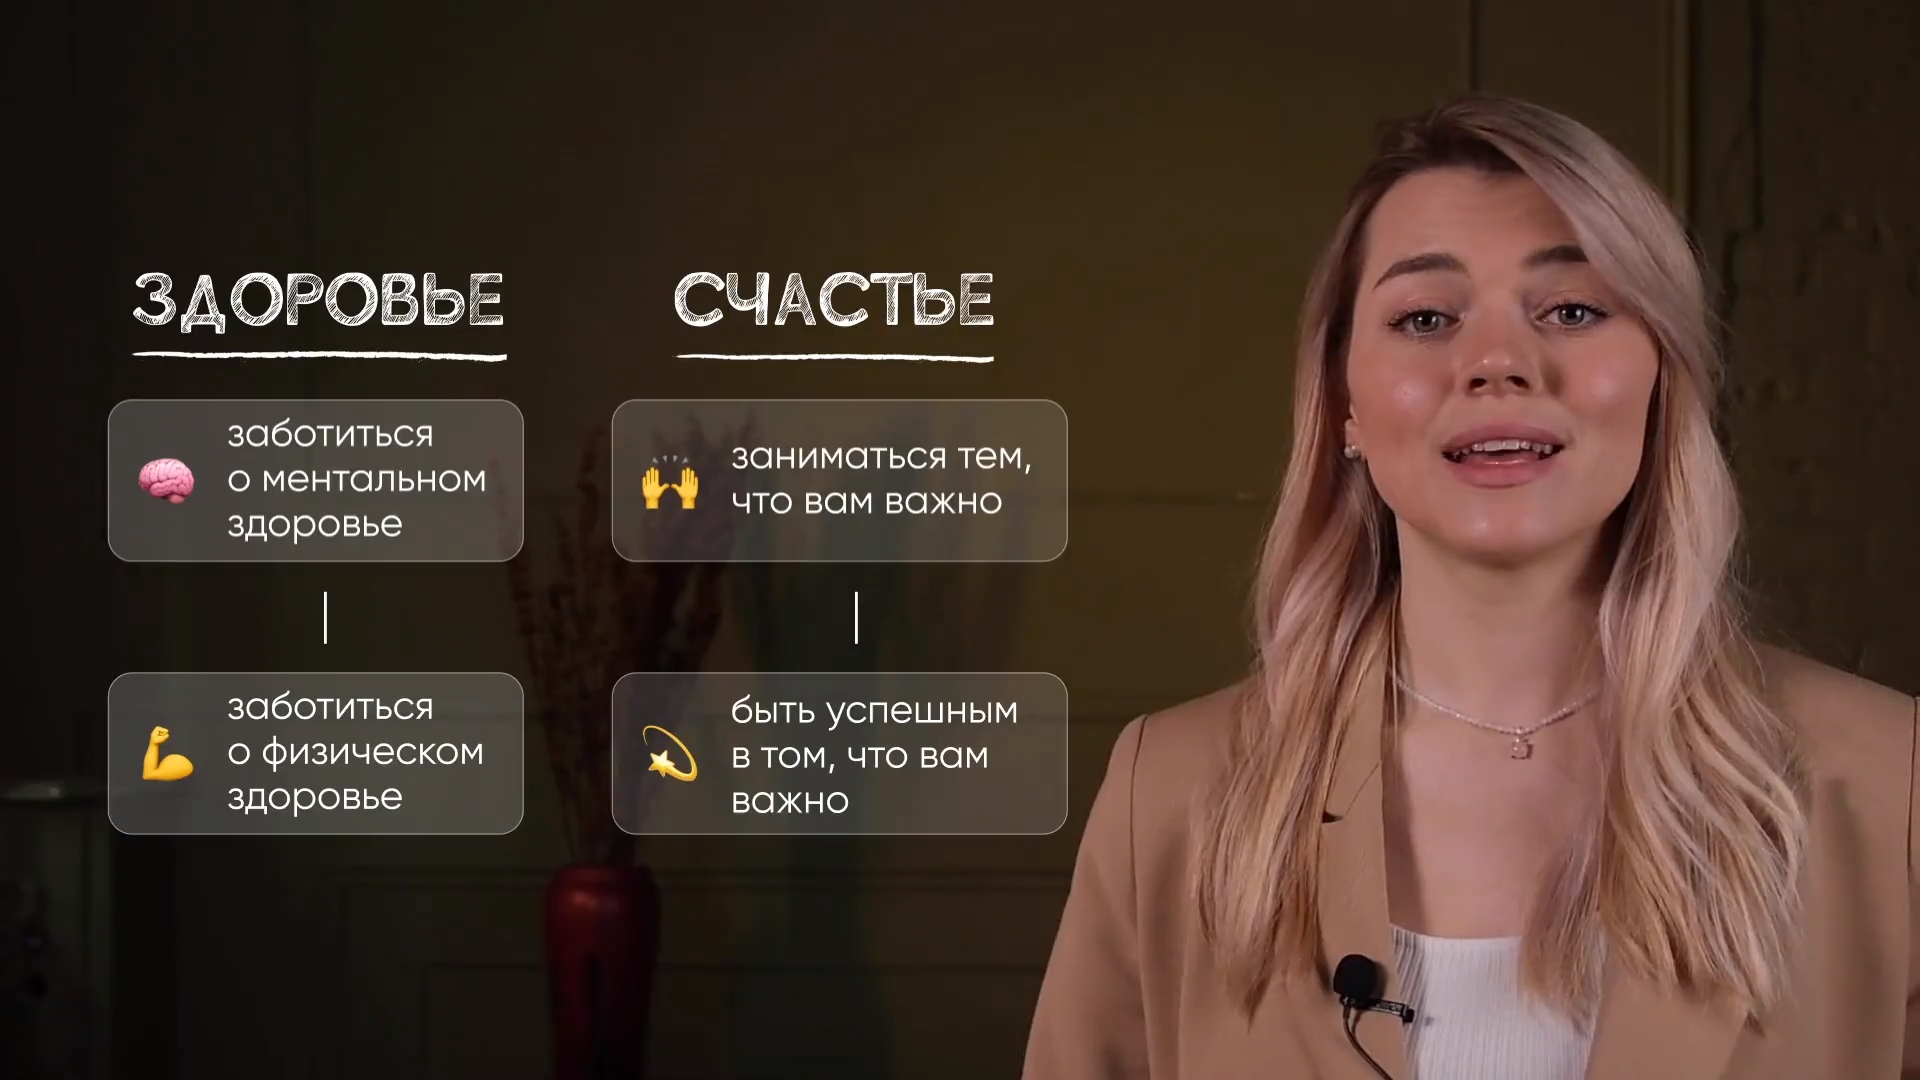 ЗДОРОВЬЕ
заботиться
о ментальном
здоровье
заботиться
о физическом
здоровье
СЧАСТЬЕ
заниматься тем,
что вам важно
быть успешным
в том, что вам
важно